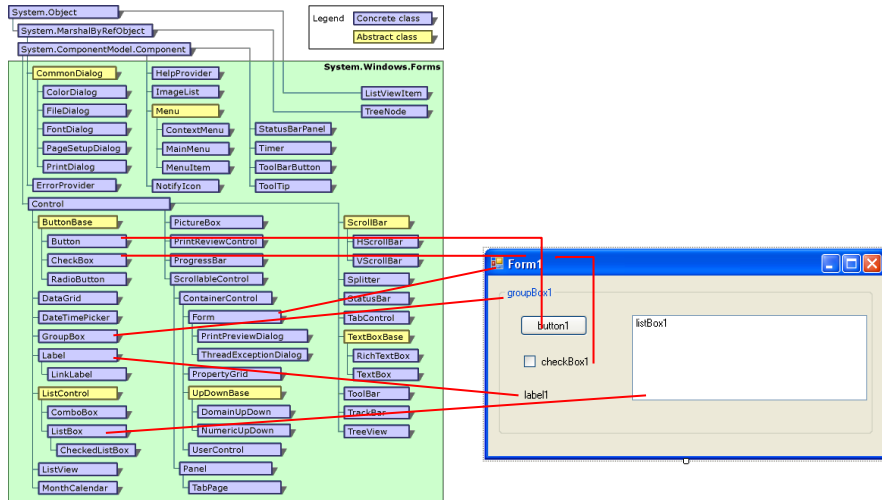 System.Object
System.MarshalByRefObject
System.ComponentModel.Component
Legend
Concrete class
Abstract class
System.Windows.Forms
CommonDialog
ColorDialog
FileDialog
FontDialog
PageSetupDialog
PrintDialog
ErrorProvider
HelpProvider
ImageList
Menu
ContextMenu
MainMenu
MenuItem
NotifyIcon
StatusBarPanel
Timer
ToolBarButton
ToolTip
ListViewItem
TreeNode
Control
ButtonBase
Button
CheckBox
RadioButton
DataGrid
DateTimePicker
GroupBox
Label
LinkLabel
ListControl
ComboBox
ListBox
CheckedListBox
ListView
MonthCalendar
PictureBox
PrintReviewControl
ProgressBar
ScrollableControl
ContainerControl
Form
PrintPreviewDialog
ThreadExceptionDialog
PropertyGrid
UpDownBase
DomainUpDown
NumericUpDown
UserControl
Panel
TabPage
ScrollBar
HScrollBar
VScrollBar
Splitter
StatusBar
TabControl
TextBoxBase
RichTextBox
TextBox
ToolBar
TrackBar
TreeView
Form1
groupBox1
button1
checkBox1
label1
listBox1